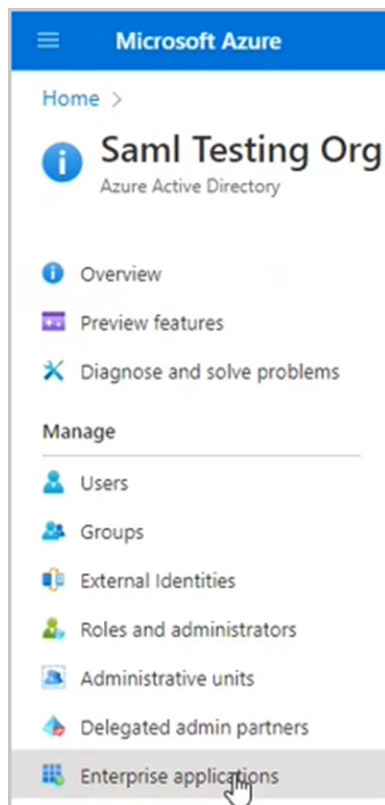 Microsoft Azure
Home >
Saml Testing Org
Azure Active Directory
Overview
Preview features
Diagnose and solve problems
Manage
Users
Groups
External Identities
Roles and administrators
Administrative units
Delegated admin partners
Enterprise applications